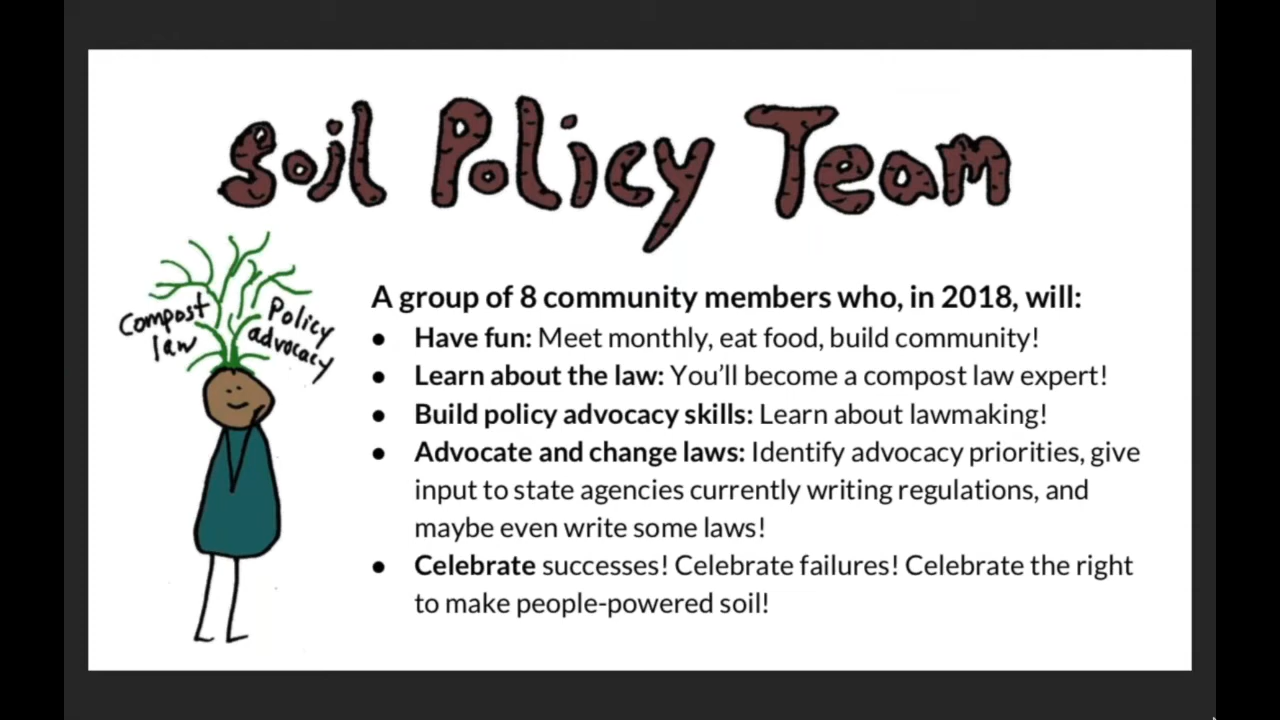 Soil Policy Team
Compost
law
Policy
advocacy
A group of 8 community members who, in 2018, will:
● Have fun: Meet monthly, eat food, build community!
● Learn about the law: You'll become a compost law expert!
● Build policy advocacy skills: Learn about lawmaking!
● Advocate and change laws: Identify advocacy priorities, give
input to state agencies currently writing regulations, and
maybe even write some laws!
● Celebrate successes! Celebrate failures! Celebrate the right
to make people-powered soil!